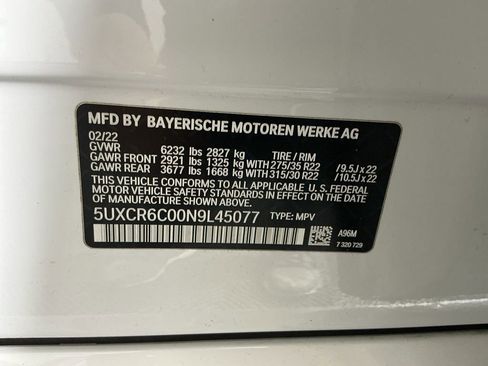 MFD BY BAYERISCHE MOTOREN WERKE AG
02/22
GVWR 6232 lbs 2827 kg TIRE / RIM
GAWR FRONT 2921 lbs 1325 kg WITH 275/35 R22 / 9.5J x 22
GAWR REAR 3677 lbs 1668 kg WITH 315/30 R22 / 10.5J x 22
THIS VEHICLE CONFORMS TO ALL APPLICABLE U. S. FEDERAL
SAFETY STANDARDS IN EFFECT ON THE DATE
OF MANUFACTURE SHOWN ABOVE.
5UXCR6C00N9L45077 TYPE: MPV
A96M
7 320 729